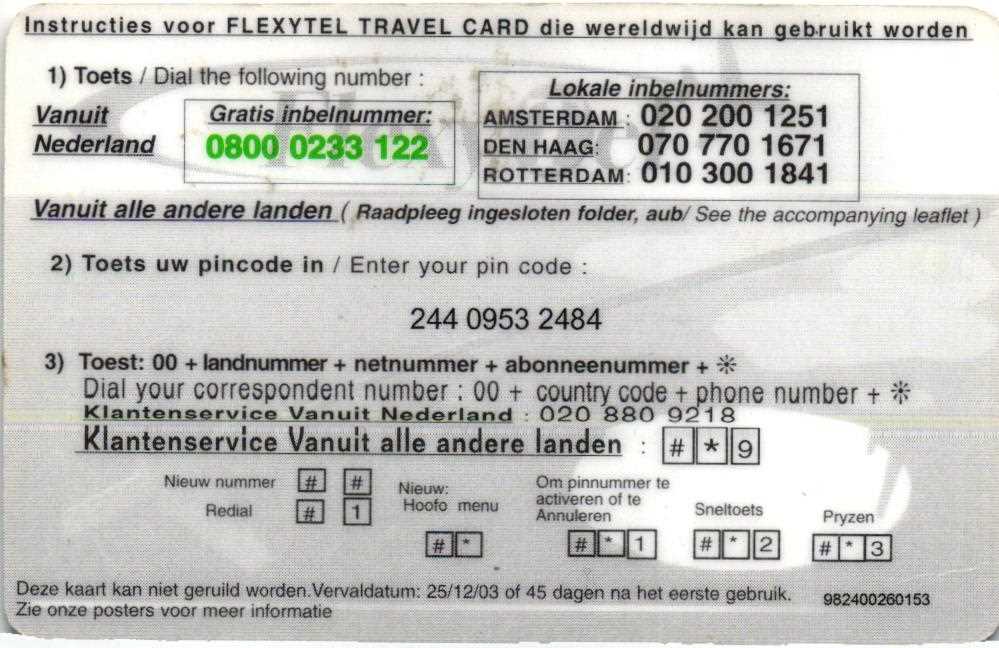 Instructies voor FLEXYTEL TRAVEL CARD die wereldwijd kan gebruikt worden
1) Toets / Dial the following number :
Vanuit
Nederland
Gratis inbelnummer:
0800 0233 122
Lokale inbelnummers:
AMSTERDAM : 020 200 1251
DEN HAAG: 070 770 1671
ROTTERDAM: 010 300 1841
Vanuit alle andere landen ( Raadpleeg ingesloten folder, aub/ See the accompanying leaflet )
2) Toets uw pincode in / Enter your pin code :
244 0953 2484
3) Toest: 00 + landnummer + netnummer + abonneenummer + ✳
Dial your correspondent number : 00 + country code + phone number + ✳
Klantenservice Vanuit Nederland : 020 880 9218
Klantenservice Vanuit alle andere landen : # * 9
Nieuw nummer # #
Redial # 1
Nieuw:
Hoofo menu
# *
Om pinnummer te
activeren of te
Annuleren
# * 1
Sneltoets
# * 2
Pryzen
# * 3
Deze kaart kan niet geruild worden.Vervaldatum: 25/12/03 of 45 dagen na het eerste gebruik.
982400260153
Zie onze posters voor meer informatie